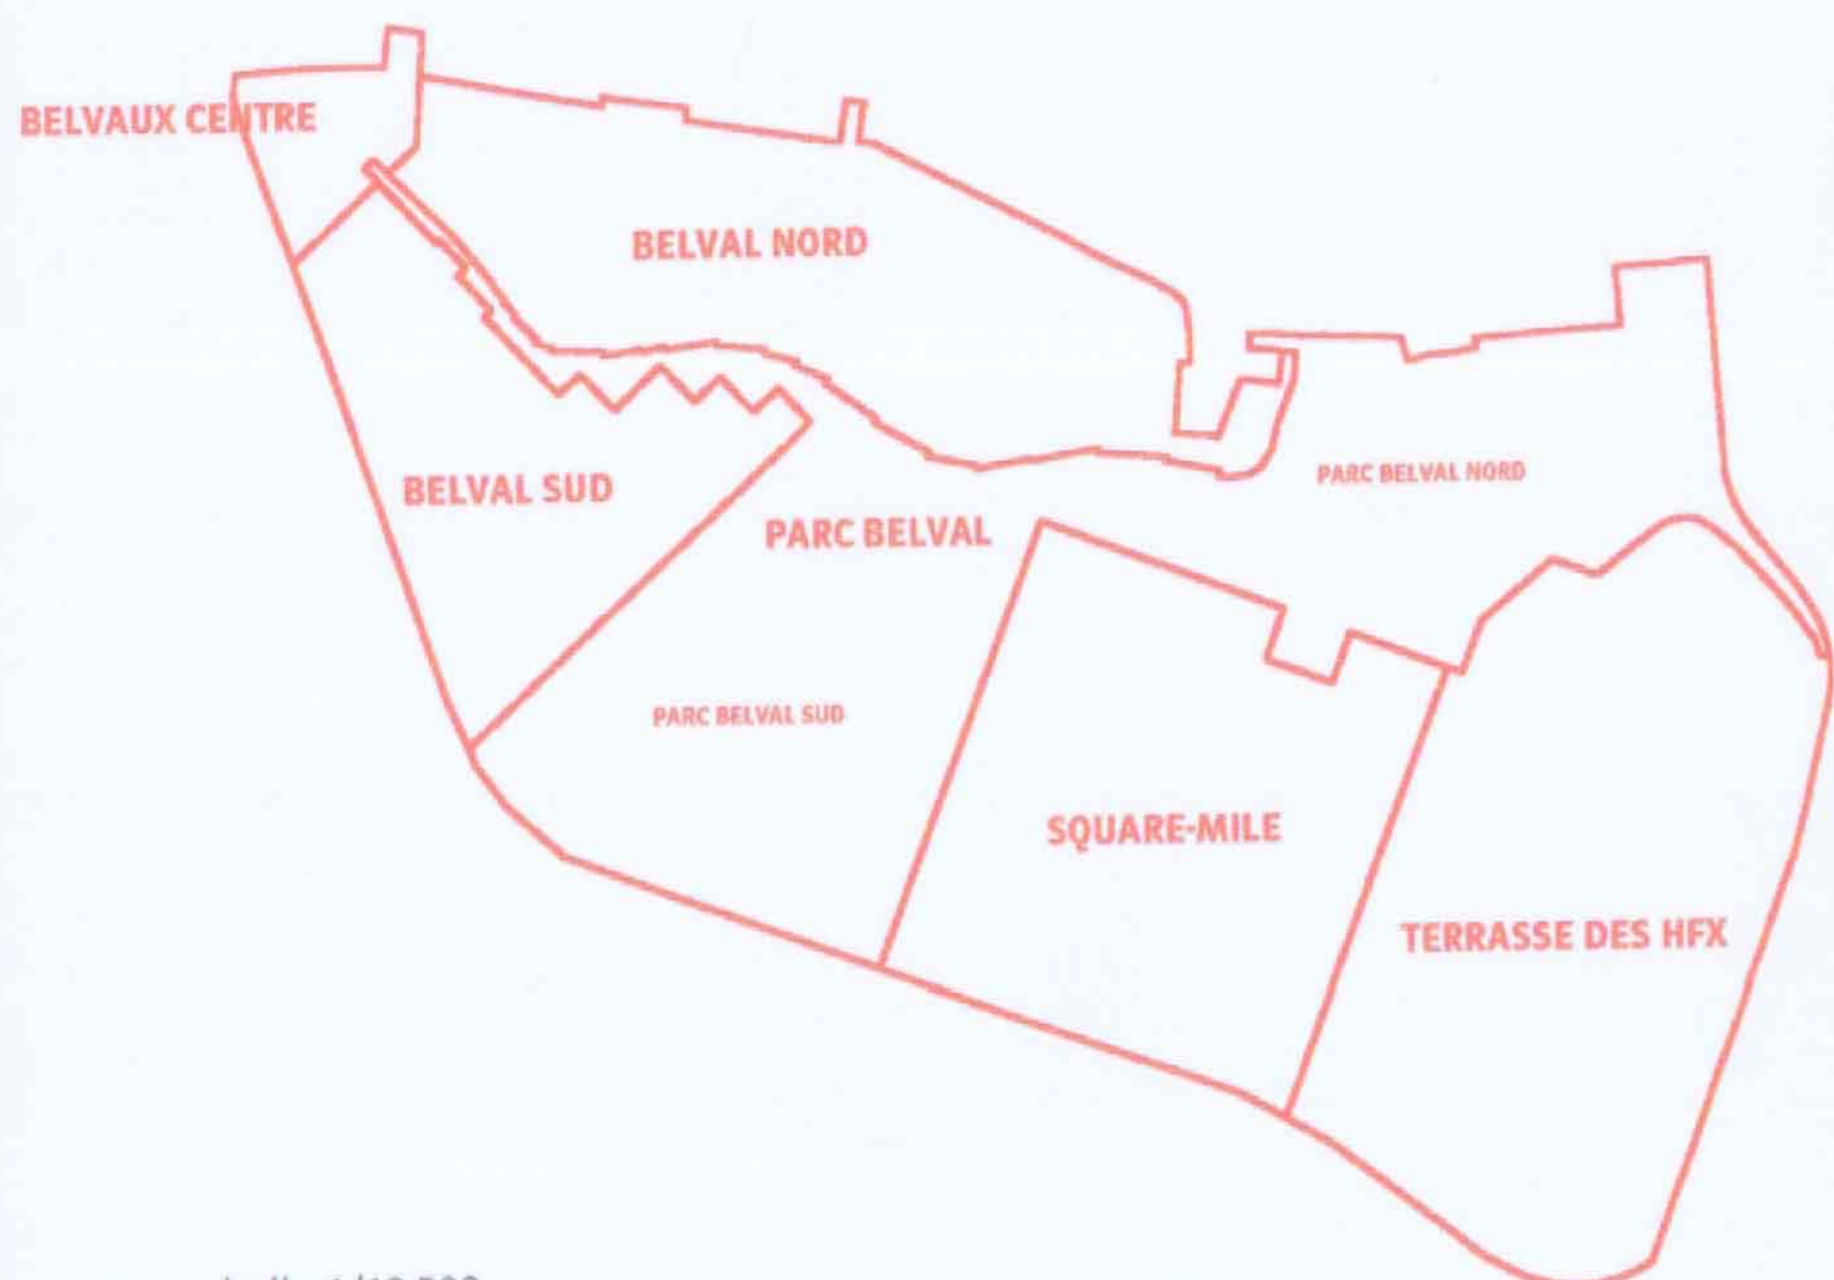 BELVAUX CENTRE
BELVAL NORD
PARC BELVAL NORD
BELVAL SUD
PARC BELVAL
PARC BELVAL SUD
SQUARE-MILE
TERRASSE DES HFX